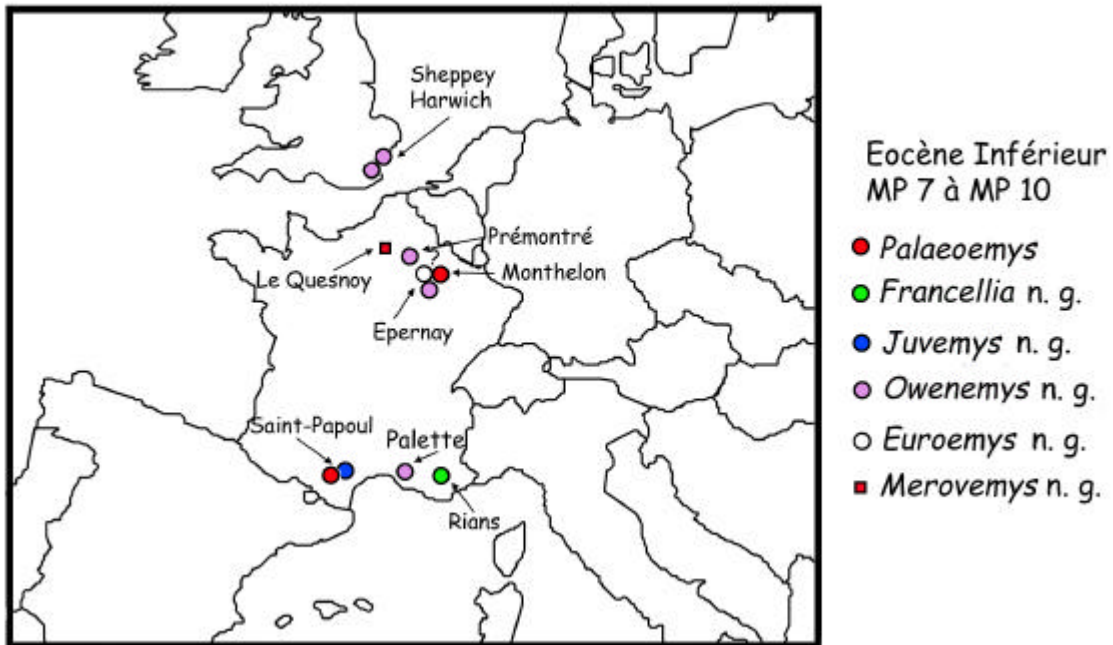 Sheppey
Harwich
Prémontré
Le Quesnoy
Monthelon
Epernay
Saint-Papoul
Palette
Rians
Eocène Inférieur
MP 7 à MP 10
Palaeoemys
Francellia n. g.
Juvemys n. g.
Owenemys n. g.
Euroemys n. g.
Merovemys n. g.